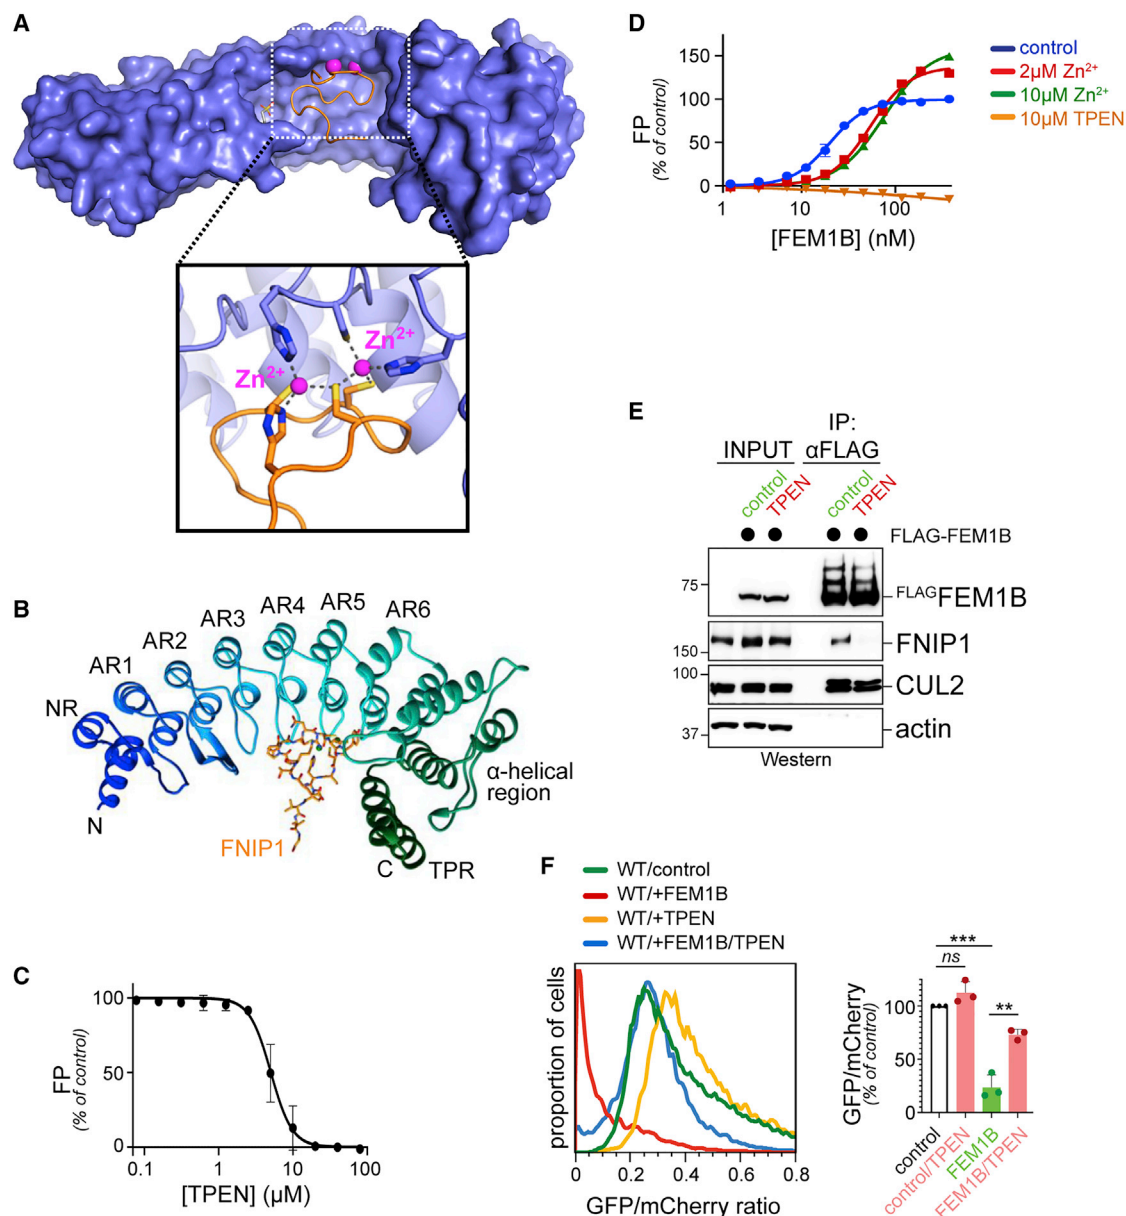 A
Zn²⁺
Zn²⁺
B
NR
AR1
AR2
AR3
AR4
AR5
AR6
N
FNIP1
C
TPR
α-helical
region
C
FP
(% of control)
100
50
0
0.1
1
10
100
[TPEN] (μM)
D
FP
(% of control)
150
100
50
0
1
10
100
[FEM1B] (nM)
control
2μM Zn²⁺
10μM Zn²⁺
10μM TPEN
E
INPUT
IP:
αFLAG
control
TPEN
control
TPEN
FLAG-FEM1B
75
FLAGFEM1B
150
FNIP1
100
CUL2
37
actin
Western
F
WT/control
WT/+FEM1B
WT/+TPEN
WT/+FEM1B/TPEN
proportion of cells
0
0.2
0.4
0.6
0.8
GFP/mCherry ratio
GFP/mCherry
(% of control)
100
50
0
***
ns
**
control
control/TPEN
FEM1B
FEM1B/TPEN